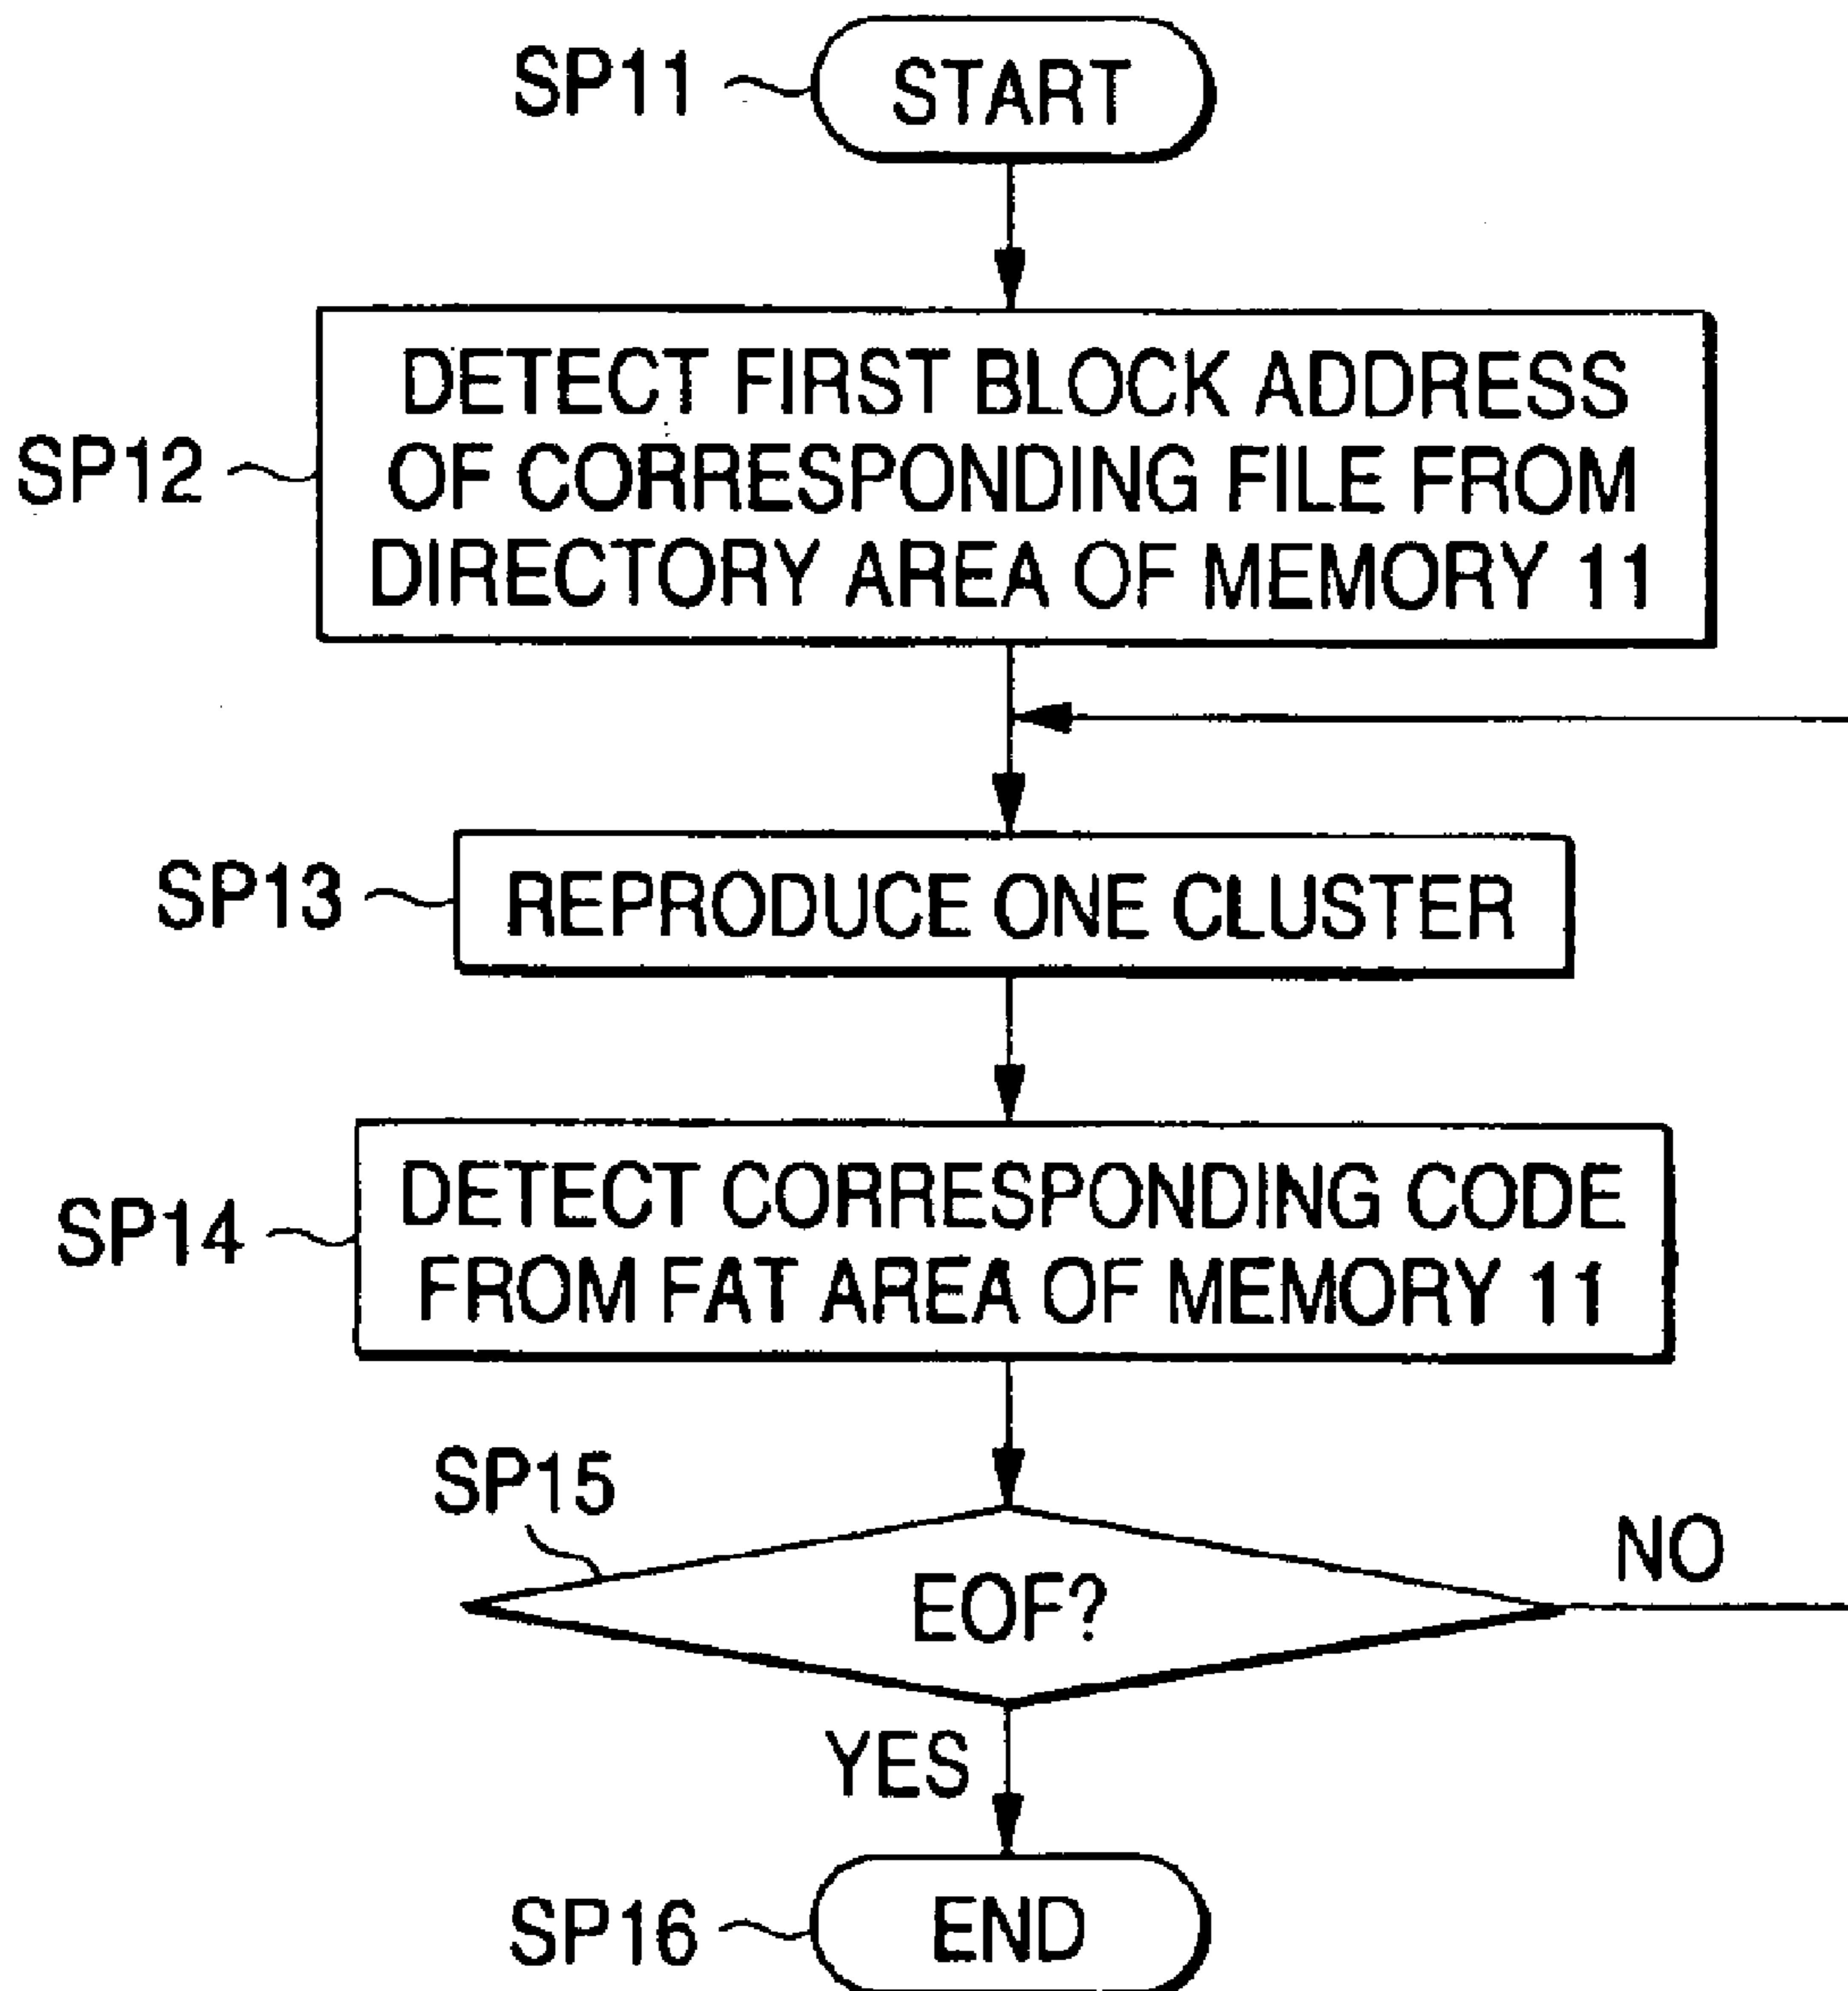 SP11
START
SP12
DETECT FIRST BLOCK ADDRESS
OF CORRESPONDING FILE FROM
DIRECTORY AREA OF MEMORY 11
SP13
REPRODUCE ONE CLUSTER
SP14
DETECT CORRESPONDING CODE
FROM FAT AREA OF MEMORY 11
SP15
EOF?
NO
YES
SP16
END